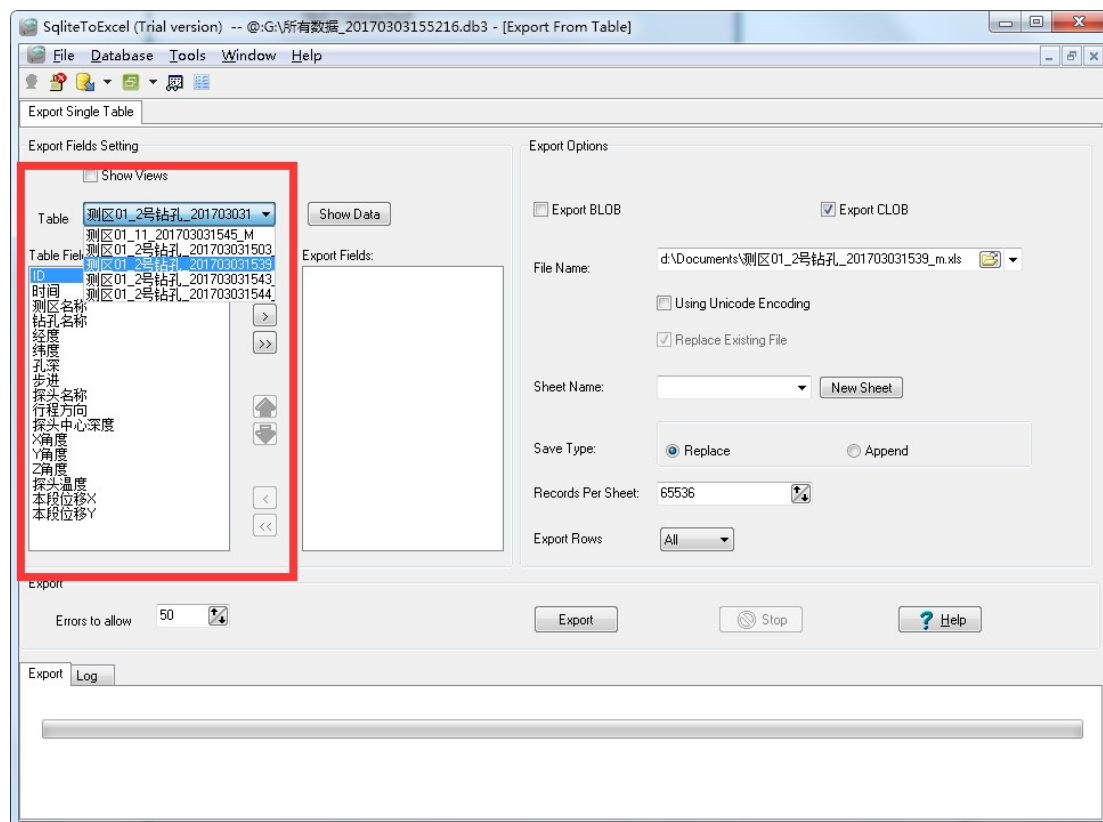 SqliteToExcel (Trial version) -- @:G:\所有数据_20170303155216.db3 - [Export From Table]
File Database Tools Window Help
Export Single Table
Export Fields Setting
Show Views
Table 测区01_2号钻孔_201703031 Show Data
测区01_11_201703031545_M
测区01_2号钻孔_201703031503
测区01_2号钻孔_201703031539
测区01_2号钻孔_201703031543
测区01_2号钻孔_201703031544
Table Fiel
Export Fields:
ID
时间
测区名称
钻孔名称
经度
纬度
孔深
步进
探头名称
行程方向
探头中心深度
X角度
Y角度
Z角度
探头温度
本段位移X
本段位移Y
>
>>
<
<<
Export Options
Export BLOB Export CLOB
File Name: d:\Documents\测区01_2号钻孔_201703031539_m.xls
Using Unicode Encoding
Replace Existing File
Sheet Name: New Sheet
Save Type: Replace Append
Records Per Sheet: 65536
Export Rows All
Export
Errors to allow 50 Export Stop ? Help
Export Log